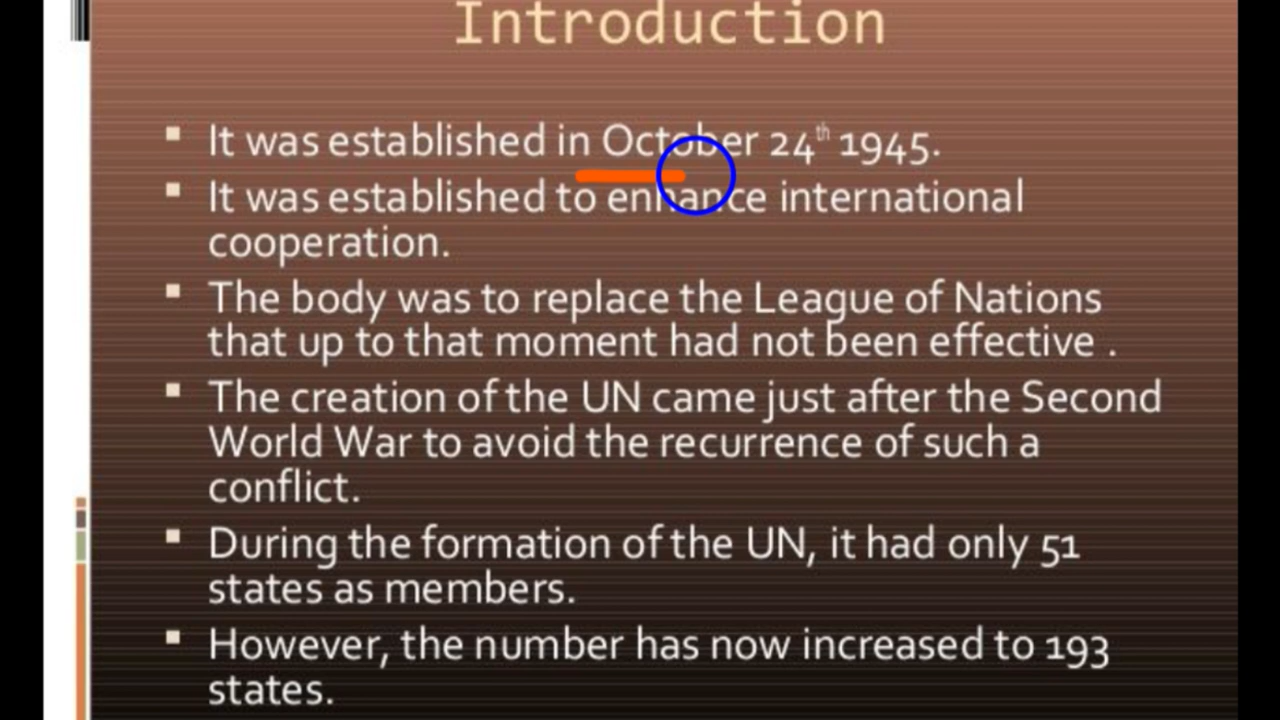 Introduction
It was established in October 24th 1945.
It was established to enhance international
cooperation.
The body was to replace the League of Nations
that up to that moment had not been effective .
The creation of the UN came just after the Second
World War to avoid the recurrence of such a
conflict.
During the formation of the UN, it had only 51
states as members.
However, the number has now increased to 193
states.